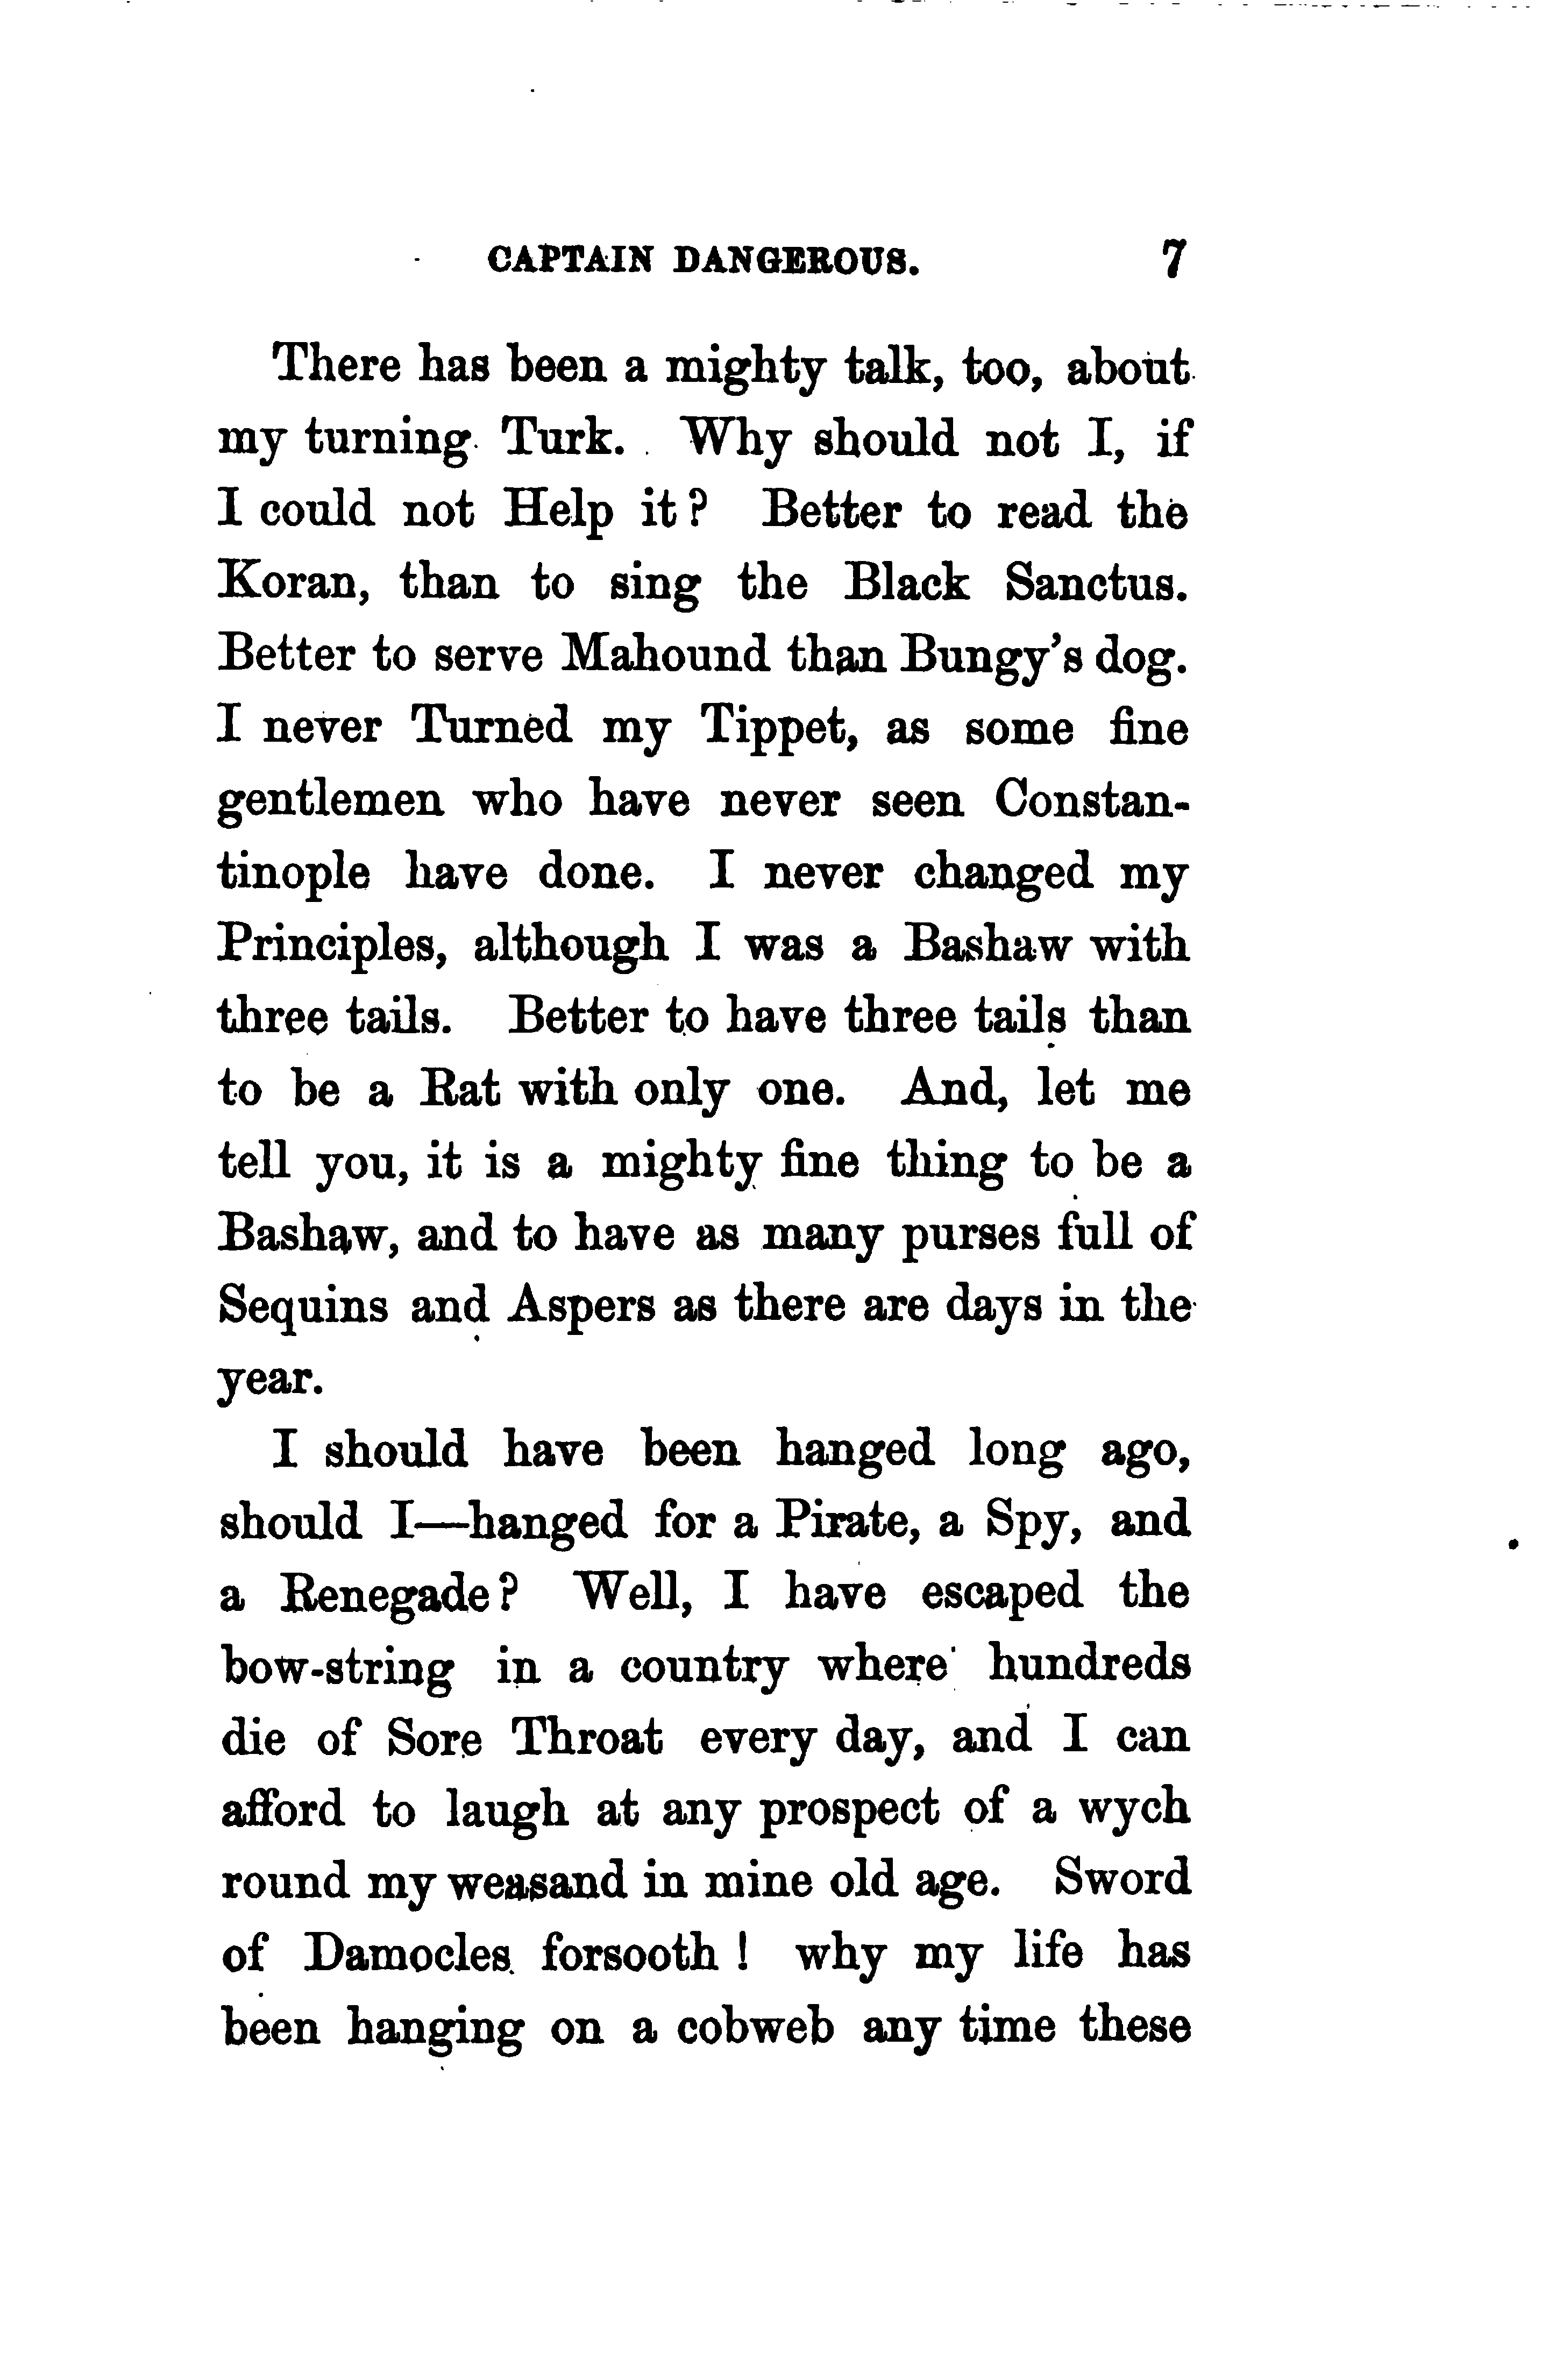 CAPTAIN DANGEROUS. 7
There has been a mighty talk, too, about
my turning Turk. Why should not I, if
I could not Help it? Better to read the
Koran, than to sing the Black Sanctus.
Better to serve Mahound than Bungy's dog.
I never Turned my Tippet, as some fine
gentlemen who have never seen Constan-
tinople have done. I never changed my
Principles, although I was a Bashaw with
three tails. Better to have three tails than
to be a Rat with only one. And, let me
tell you, it is a mighty fine thing to be a
Bashaw, and to have as many purses full of
Sequins and Aspers as there are days in the
year.
I should have been hanged long ago,
should I—hanged for a Pirate, a Spy, and
a Renegade? Well, I have escaped the
bow-string in a country where hundreds
die of Sore Throat every day, and I can
afford to laugh at any prospect of a wych
round my weasand in mine old age. Sword
of Damocles forsooth! why my life has
been hanging on a cobweb any time these